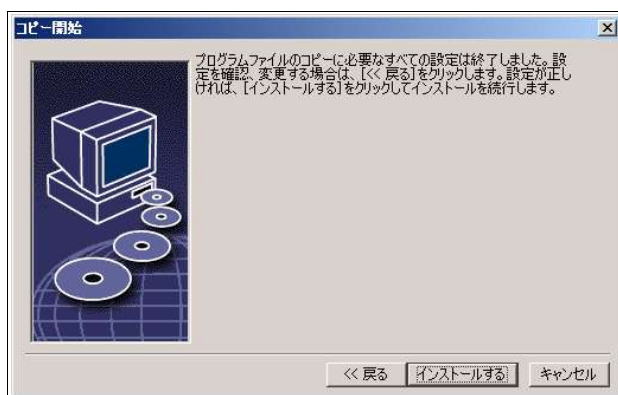 コピー開始
プログラムファイルのコピーに必要なすべての設定は終了しました。設
定を確認、変更する場合は、[<< 戻る]をクリックします。設定が正し
ければ、[インストールする]をクリックしてインストールを続行します。
<< 戻る
インストールする
キャンセル